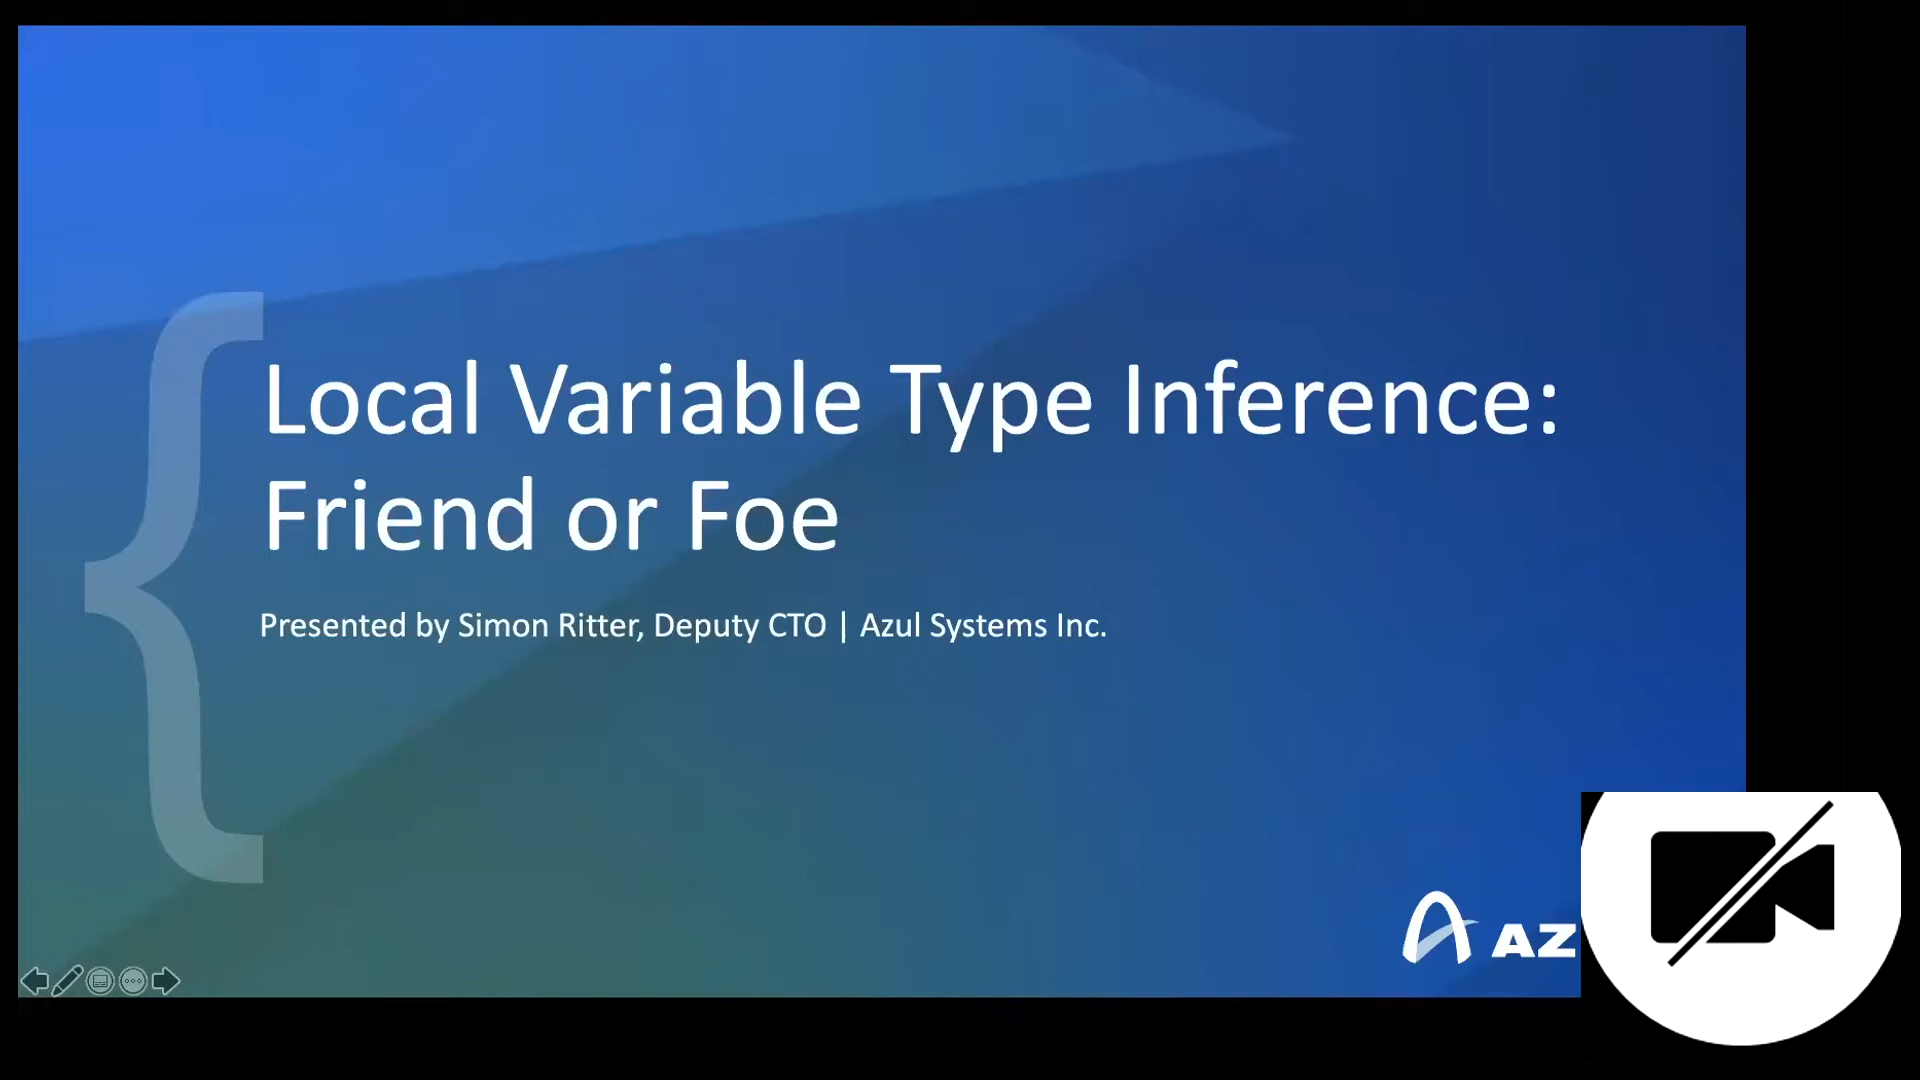 Local Variable Type Inference:
Friend or Foe
Presented by Simon Ritter, Deputy CTO | Azul Systems Inc.
AZ